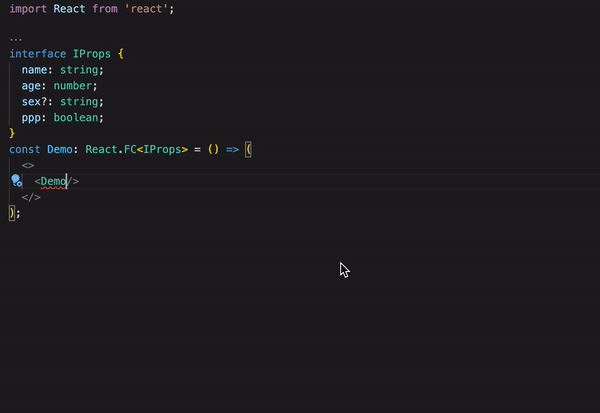 import React from 'react';
...
interface IProps {
  name: string;
  age: number;
  sex?: string;
  ppp: boolean;
}
const Demo: React.FC<IProps> = () => (
  <>
    <Demo/>
  </>
);